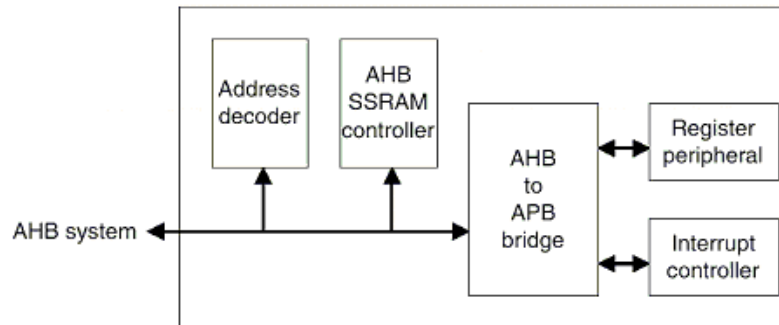 Address
decoder
AHB
SSRAM
controller
AHB
to
APB
bridge
Register
peripheral
AHB system
Interrupt
controller